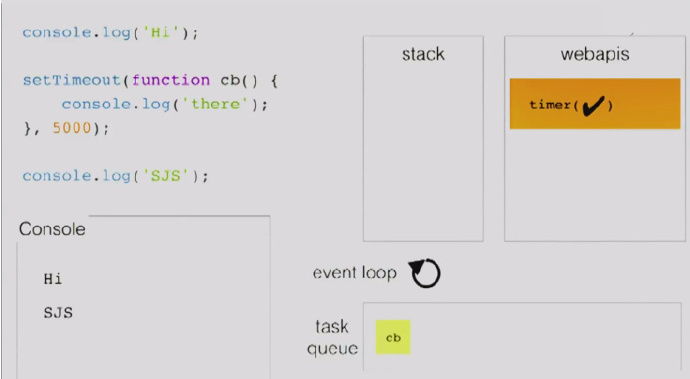 console.log('Hi');
setTimeout(function cb() {
    console.log('there');
}, 5000);
console.log('SJS');
Console
Hi
SJS
stack
webapis
timer(✔)
event loop
task
queue
cb